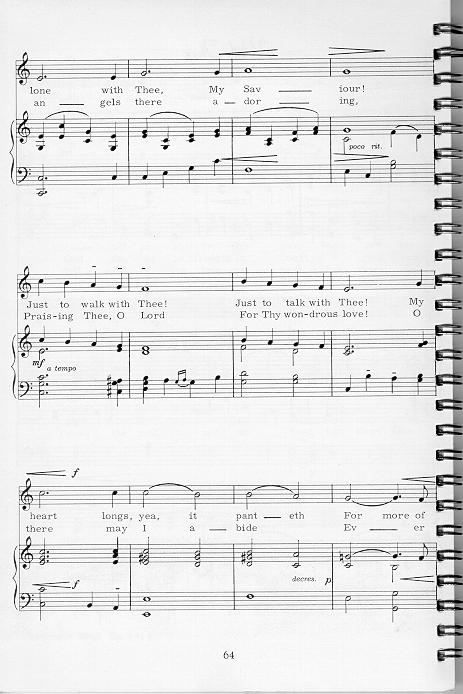 lone with Thee, My Sav — iour!
an — gels there a — dor — ing,
poco rit.
Just to walk with Thee! Just to talk with Thee! My
Prais-ing Thee, O Lord For Thy won-drous love! O
mf
a tempo
f
heart longs, yea, it pant — eth For more of
there may I a — bide Ev — er
f
decres. p
64